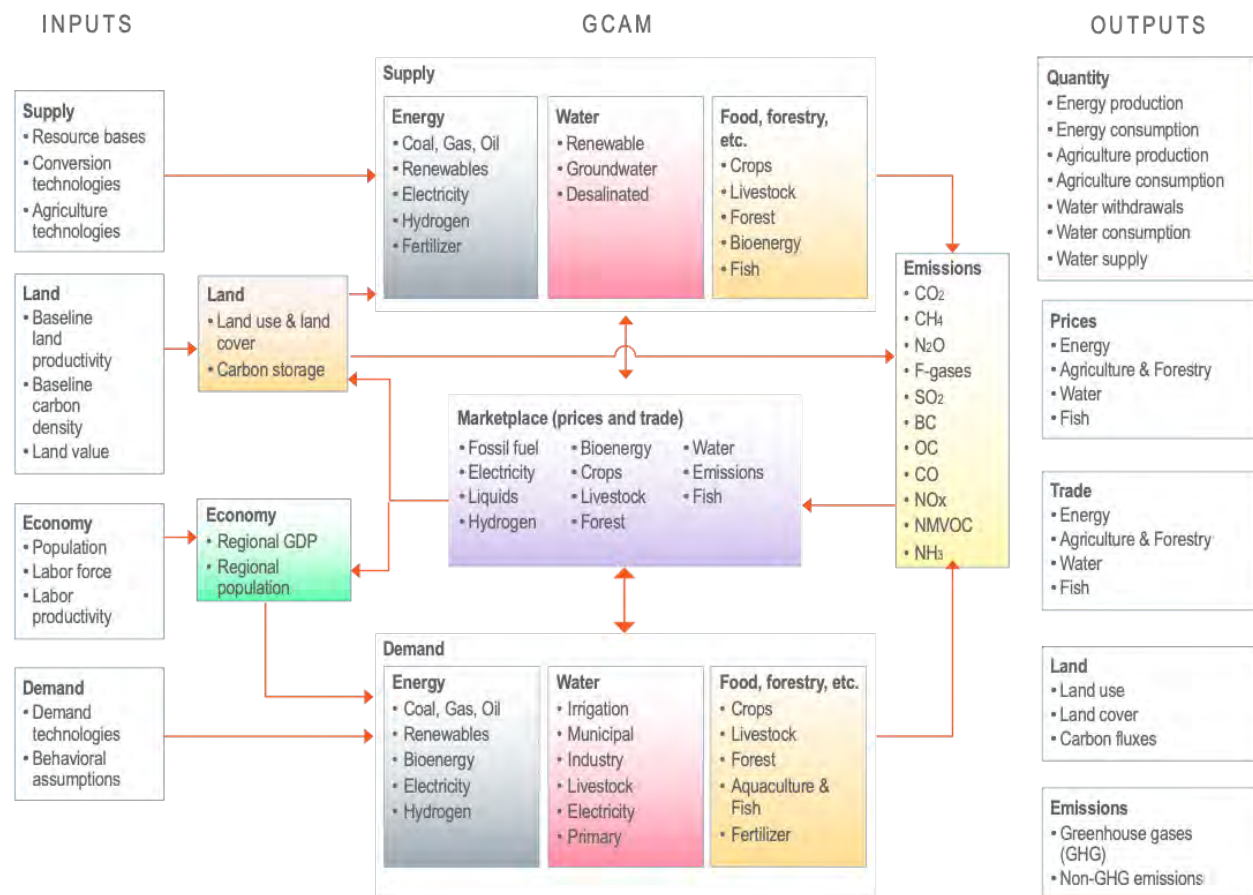 INPUTS
GCAM
OUTPUTS
Supply
• Resource bases
• Conversion
technologies
• Agriculture
technologies
Land
• Baseline
land
productivity
• Baseline
carbon
density
• Land value
Economy
• Population
• Labor force
• Labor
productivity
Demand
• Demand
technologies
• Behavioral
assumptions
Land
• Land use & land
cover
• Carbon storage
Economy
• Regional GDP
• Regional
population
Supply
Energy
• Coal, Gas, Oil
• Renewables
• Electricity
• Hydrogen
• Fertilizer
Water
• Renewable
• Groundwater
• Desalinated
Food, forestry,
etc.
• Crops
• Livestock
• Forest
• Bioenergy
• Fish
Marketplace (prices and trade)
• Fossil fuel
• Electricity
• Liquids
• Hydrogen
• Bioenergy
• Crops
• Livestock
• Forest
• Water
• Emissions
• Fish
Demand
Energy
• Coal, Gas, Oil
• Renewables
• Bioenergy
• Electricity
• Hydrogen
Water
• Irrigation
• Municipal
• Industry
• Livestock
• Electricity
• Primary
Food, forestry, etc.
• Crops
• Livestock
• Forest
• Aquaculture &
Fish
• Fertilizer
Emissions
• CO₂
• CH₄
• N₂O
• F-gases
• SO₂
• BC
• OC
• CO
• NOx
• NMVOC
• NH₃
Quantity
• Energy production
• Energy consumption
• Agriculture production
• Agriculture consumption
• Water withdrawals
• Water consumption
• Water supply
Prices
• Energy
• Agriculture & Forestry
• Water
• Fish
Trade
• Energy
• Agriculture & Forestry
• Water
• Fish
Land
• Land use
• Land cover
• Carbon fluxes
Emissions
• Greenhouse gases
(GHG)
• Non-GHG emissions